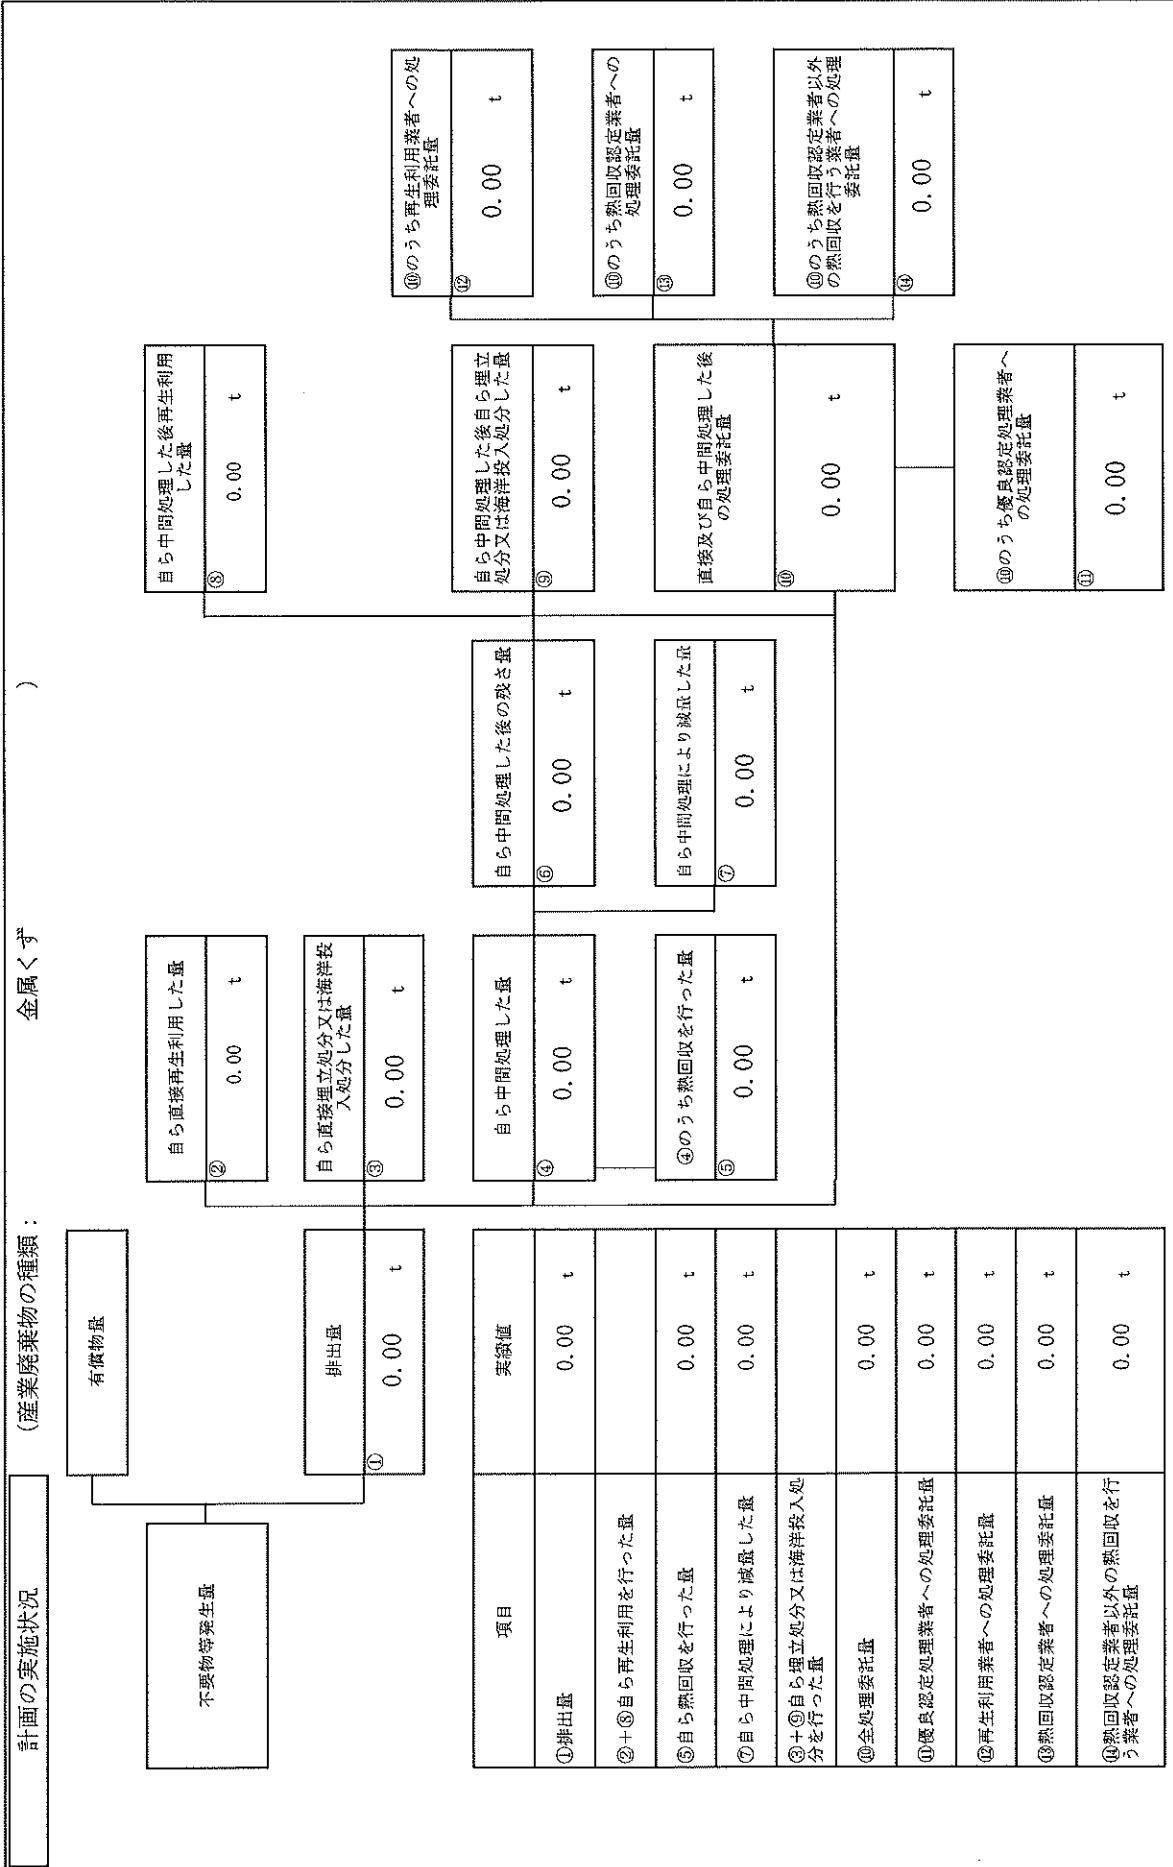 計画の実施状況
(産業廃棄物の種類: 金属くず )
不要物等発生量
有償物量
排出量
① 0.00 t
自ら直接再生利用した量
② 0.00 t
自ら直接埋立処分又は海洋投
入処分した量
③ 0.00 t
自ら中間処理した量
④ 0.00 t
④のうち熱回収を行った量
⑤ 0.00 t
自ら中間処理した後の残さ量
⑥ 0.00 t
自ら中間処理により減量した量
⑦ 0.00 t
自ら中間処理した後再生利用
した量
⑧ 0.00 t
自ら中間処理した後自ら埋立
処分又は海洋投入処分した量
⑨ 0.00 t
直接及び自ら中間処理した後
の処理委託量
⑩ 0.00 t
⑩のうち優良認定処理業者へ
の処理委託量
⑪ 0.00 t
⑩のうち再生利用業者への処
理委託量
⑫ 0.00 t
⑩のうち熱回収認定業者への
処理委託量
⑬ 0.00 t
⑩のうち熱回収認定業者以外
の熱回収を行う業者への処理
委託量
⑭ 0.00 t
項目 実績値
①排出量 0.00 t
②+⑧自ら再生利用を行った量
⑤自ら熱回収を行った量 0.00 t
⑦自ら中間処理により減量した量 0.00 t
③+⑨自ら埋立処分又は海洋投入処
分を行った量
⑩全処理委託量 0.00 t
⑪優良認定処理業者への処理委託量 0.00 t
⑫再生利用業者への処理委託量 0.00 t
⑬熱回収認定業者への処理委託量 0.00 t
⑭熱回収認定業者以外の熱回収を行
う業者への処理委託量 0.00 t